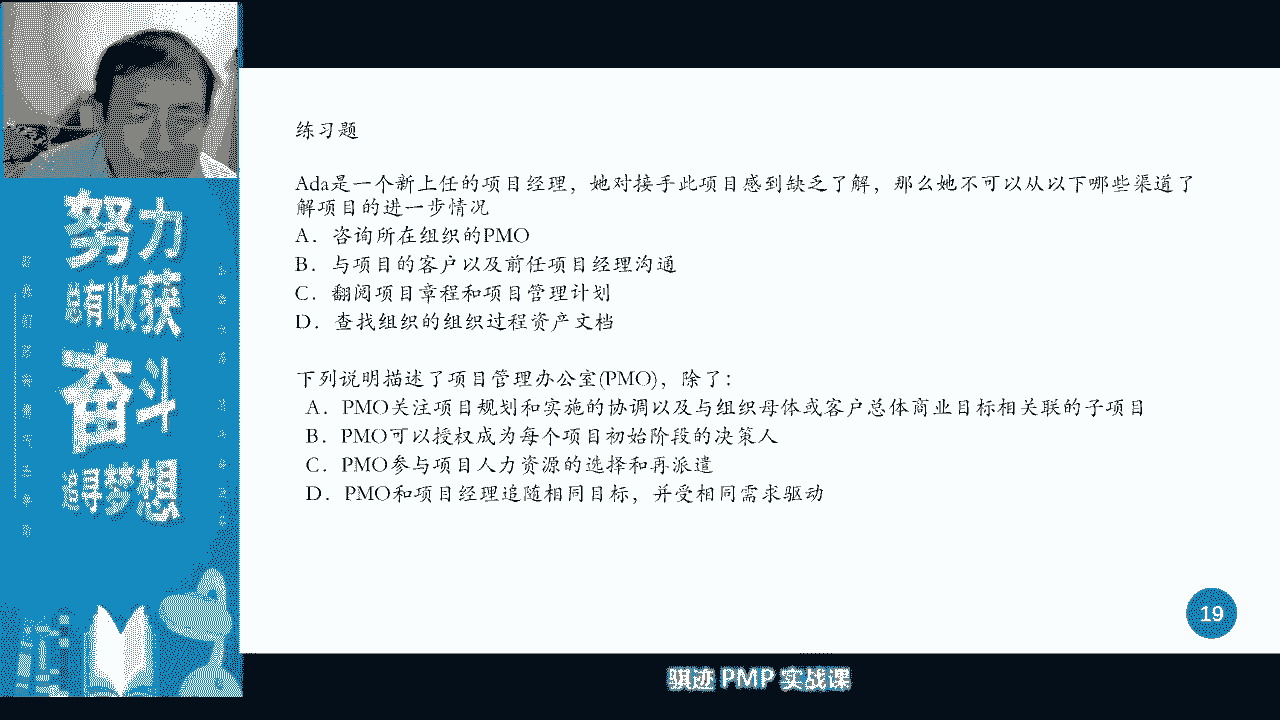 努力
总有收获
奋斗
追寻梦想
练习题
Ada是一个新上任的项目经理，她对接手此项目感到缺乏了解，那么她不可以从以下哪些渠道了
解项目的进一步情况
A．咨询所在组织的PMO
B．与项目的客户以及前任项目经理沟通
C．翻阅项目章程和项目管理计划
D．查找组织的组织过程资产文档
下列说明描述了项目管理办公室(PMO)，除了：
A．PMO关注项目规划和实施的协调以及与组织母体或客户总体商业目标相关联的子项目
B．PMO可以授权成为每个项目初始阶段的决策人
C．PMO参与项目人力资源的选择和再派遣
D．PMO和项目经理追随相同目标，并受相同需求驱动
19
骐迹 PMP 实战课